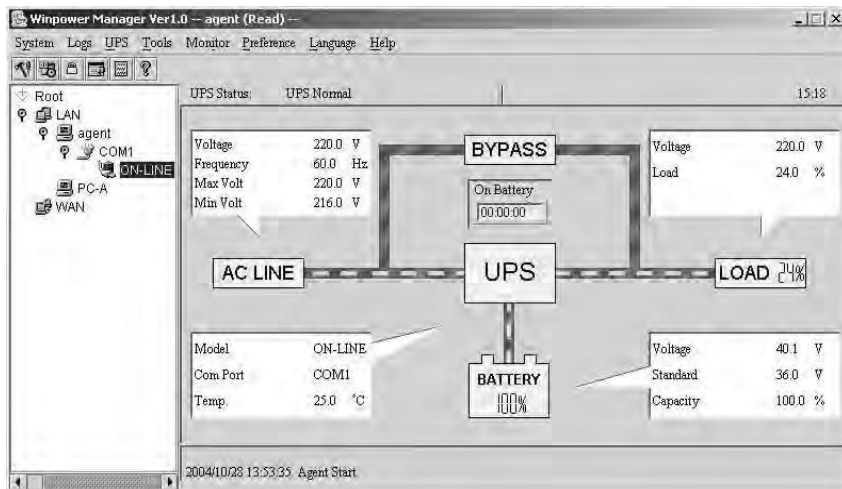 Winpower Manager Ver1.0 -- agent (Read) --
System Logs UPS Tools Monitor Preference Language Help
Root
LAN
agent
COM1
ON-LINE
PC-A
WAN
UPS Status: UPS Normal 15:18
Voltage 220.0 V
Frequency 60.0 Hz
Max Volt 220.0 V
Min Volt 216.0 V
BYPASS
On Battery
00:00:00
Voltage 220.0 V
Load 24.0 %
AC LINE
UPS
LOAD 24%
Model ON-LINE
Com Port COM1
Temp. 25.0 °C
BATTERY
100%
Voltage 40.1 V
Standard 36.0 V
Capacity 100.0 %
2004/10/28 13:53:35 Agent Start